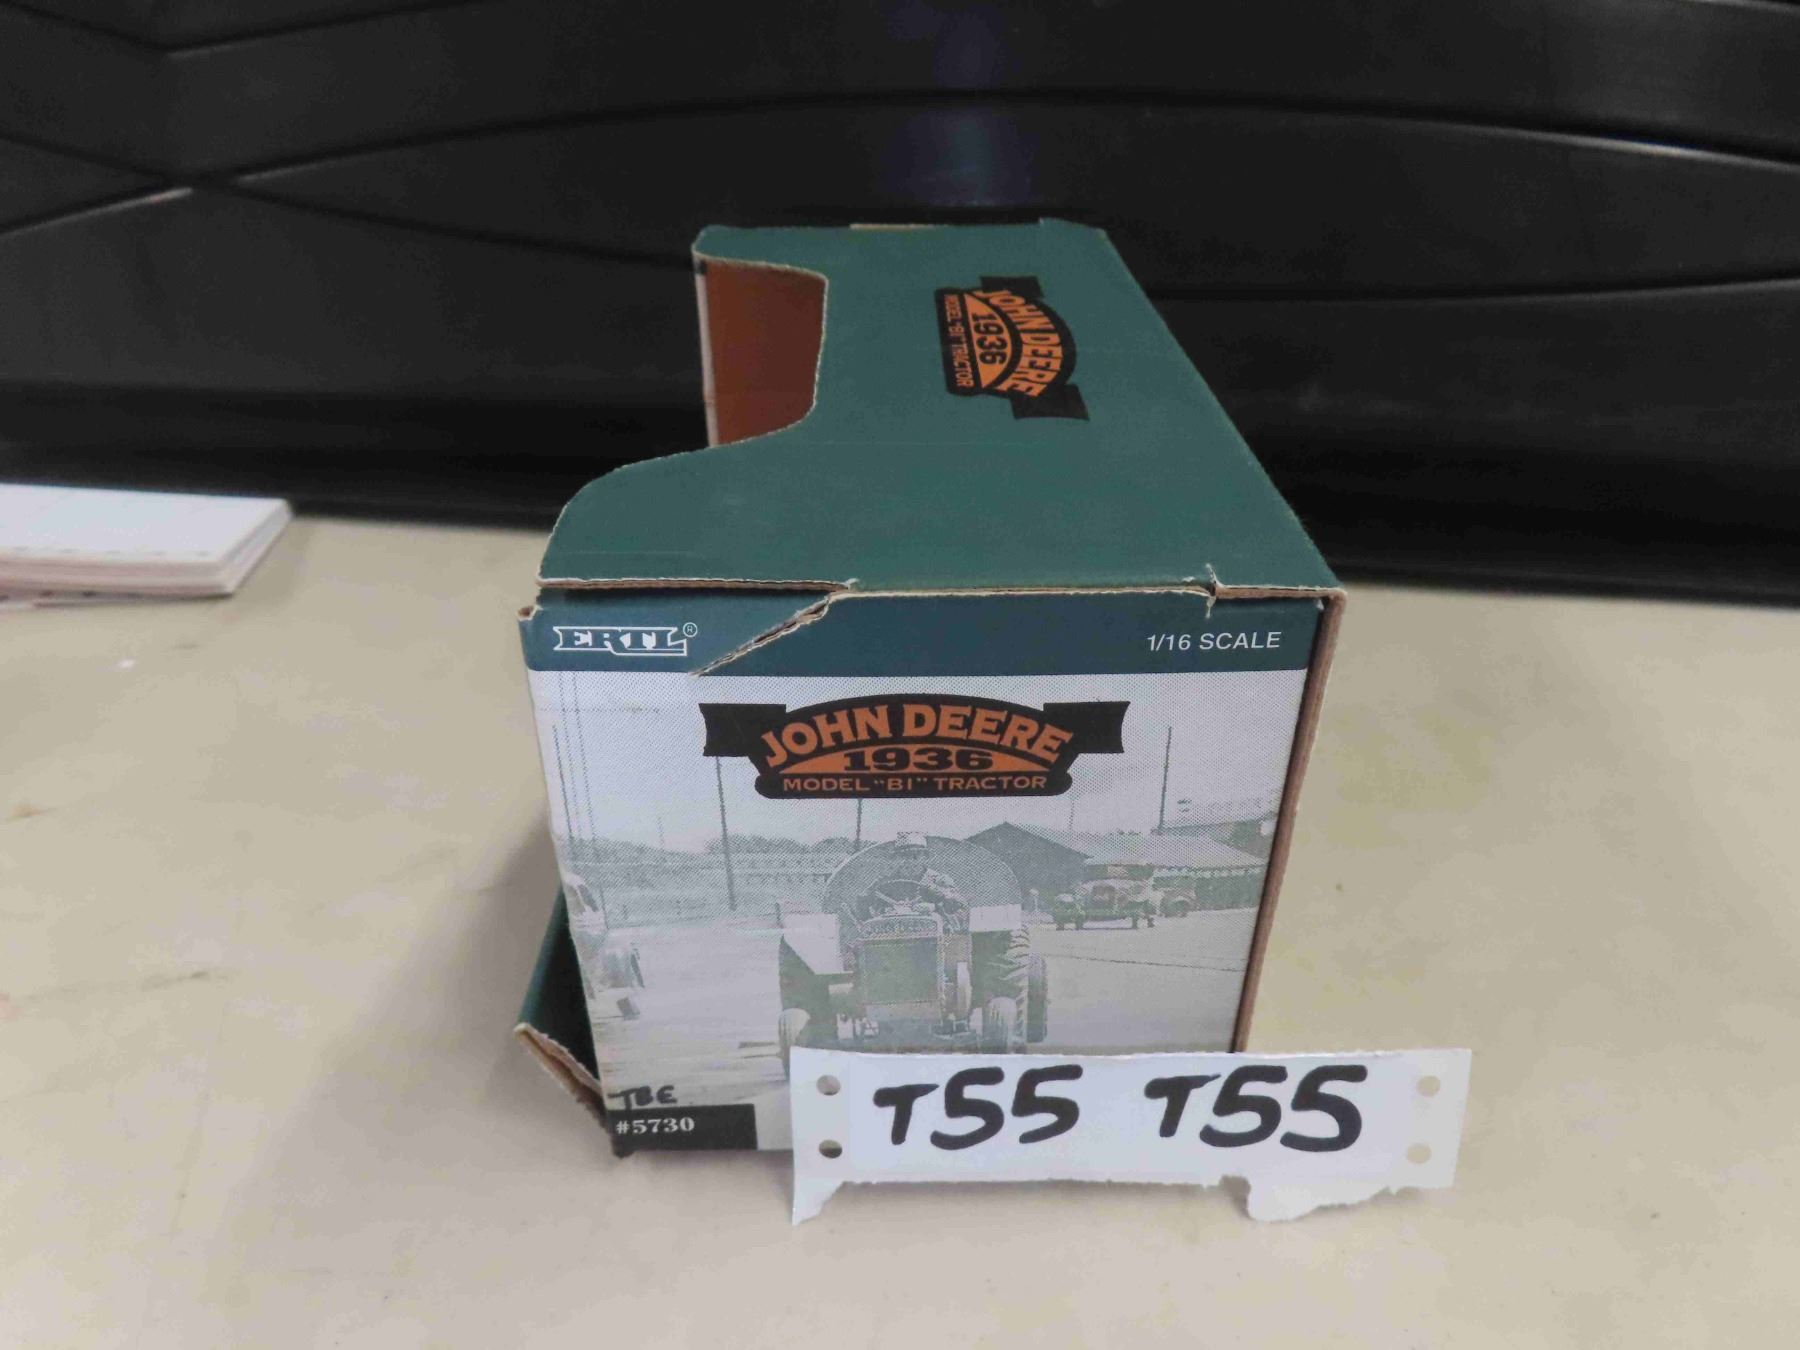 JOHN DEERE
1936
MODEL "BI" TRACTOR
ERTL®
1/16 SCALE
JOHN DEERE
1936
MODEL "BI" TRACTOR
TBE
#5730
T55 T55